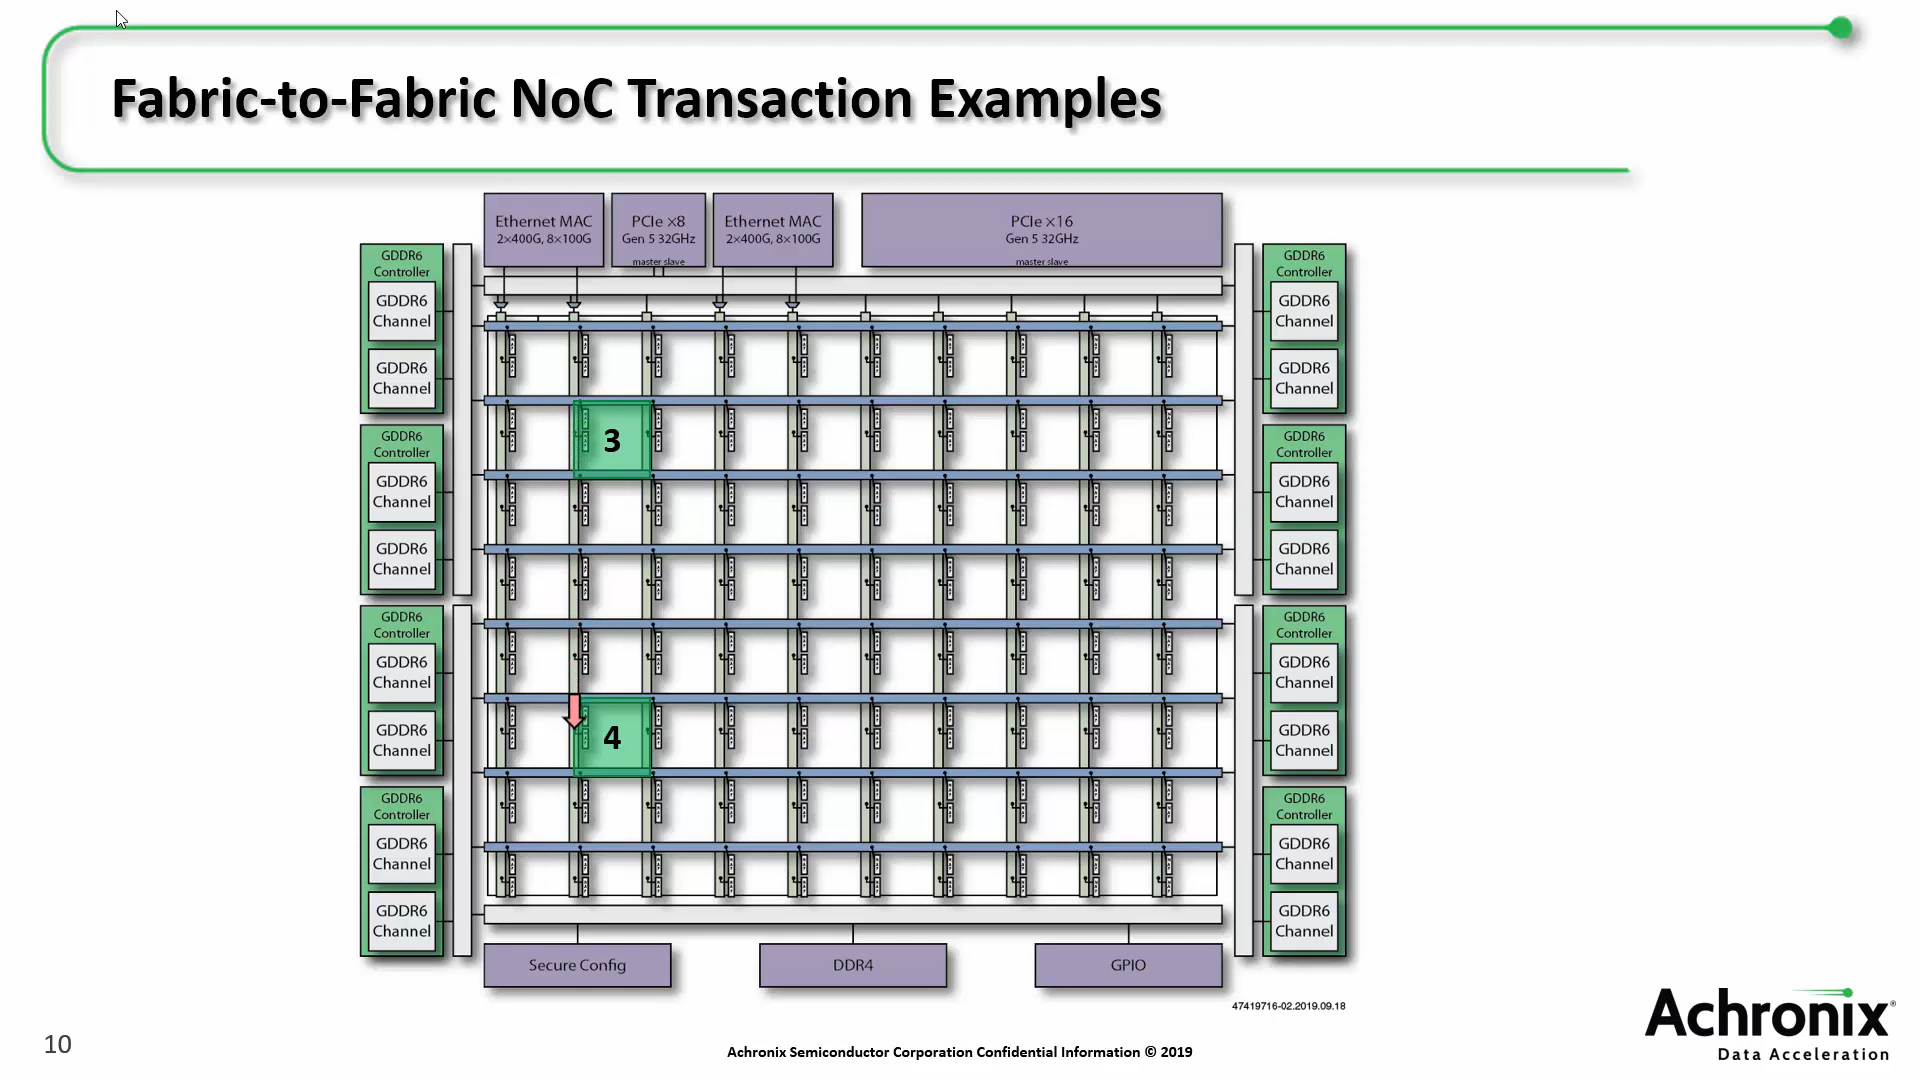 Fabric-to-Fabric NoC Transaction Examples
Ethernet MAC
2×400G, 8×100G
PCIe ×8
Gen 5 32GHz
master slave
Ethernet MAC
2×400G, 8×100G
PCIe ×16
Gen 5 32GHz
master slave
GDDR6
Controller
GDDR6
Channel
GDDR6
Channel
GDDR6
Controller
GDDR6
Channel
GDDR6
Channel
GDDR6
Controller
GDDR6
Channel
GDDR6
Channel
GDDR6
Controller
GDDR6
Channel
GDDR6
Channel
3
4
GDDR6
Controller
GDDR6
Channel
GDDR6
Channel
GDDR6
Controller
GDDR6
Channel
GDDR6
Channel
GDDR6
Controller
GDDR6
Channel
GDDR6
Channel
GDDR6
Controller
GDDR6
Channel
GDDR6
Channel
Secure Config
DDR4
GPIO
47419716-02.2019.09.18
10
Achronix Semiconductor Corporation Confidential Information © 2019
Achronix®
Data Acceleration